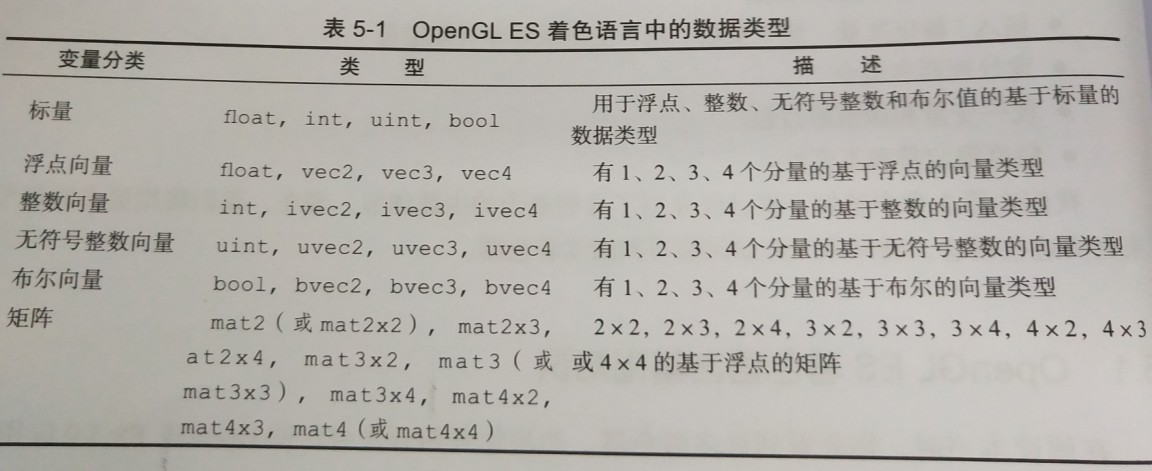 表 5-1 OpenGL ES 着色语言中的数据类型
变量分类 类 型 描 述
标量 float, int, uint, bool 用于浮点、整数、无符号整数和布尔值的基于标量的
数据类型
浮点向量 float, vec2, vec3, vec4 有 1、2、3、4 个分量的基于浮点的向量类型
整数向量 int, ivec2, ivec3, ivec4 有 1、2、3、4 个分量的基于整数的向量类型
无符号整数向量 uint, uvec2, uvec3, uvec4 有 1、2、3、4 个分量的基于无符号整数的向量类型
布尔向量 bool, bvec2, bvec3, bvec4 有 1、2、3、4 个分量的基于布尔的向量类型
矩阵 mat2（或 mat2x2）, mat2x3, 2×2, 2×3, 2×4, 3×2, 3×3, 3×4, 4×2, 4×3
at2x4, mat3x2, mat3（或 或 4×4 的基于浮点的矩阵
mat3x3）, mat3x4, mat4x2,
mat4x3, mat4（或 mat4x4）